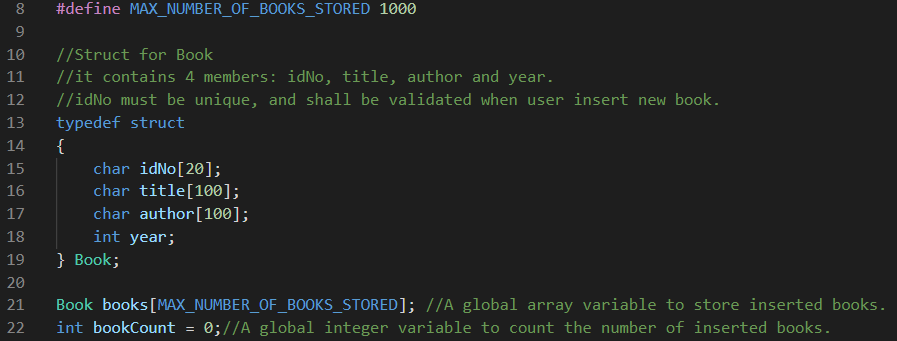 8 #define MAX_NUMBER_OF_BOOKS_STORED 1000
9
10 //Struct for Book
11 //it contains 4 members: idNo, title, author and year.
12 //idNo must be unique, and shall be validated when user insert new book.
13 typedef struct
14 {
15     char idNo[20];
16     char title[100];
17     char author[100];
18     int year;
19 } Book;
20
21 Book books[MAX_NUMBER_OF_BOOKS_STORED]; //A global array variable to store inserted books.
22 int bookCount = 0;//A global integer variable to count the number of inserted books.